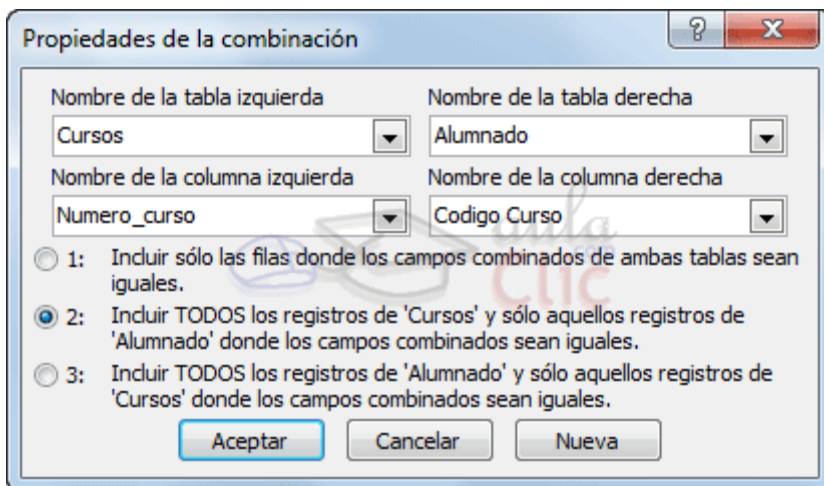 Propiedades de la combinación
Nombre de la tabla izquierda
Nombre de la tabla derecha
Cursos
Alumnado
Nombre de la columna izquierda
Nombre de la columna derecha
Numero_curso
Codigo Curso
aula
.com
Clic
1: Incluir sólo las filas donde los campos combinados de ambas tablas sean
iguales.
2: Incluir TODOS los registros de 'Cursos' y sólo aquellos registros de
'Alumnado' donde los campos combinados sean iguales.
3: Incluir TODOS los registros de 'Alumnado' y sólo aquellos registros de
'Cursos' donde los campos combinados sean iguales.
Aceptar
Cancelar
Nueva